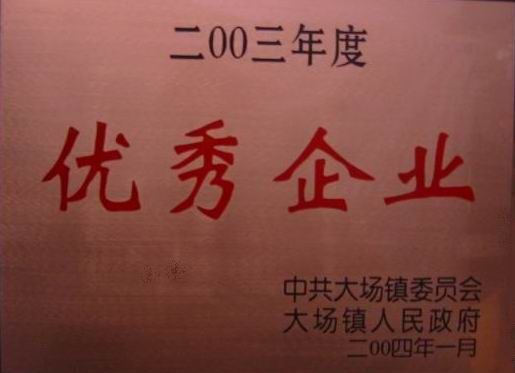 二00三年度
优秀企业
中共大场镇委员会
大场镇人民政府
二00四年一月